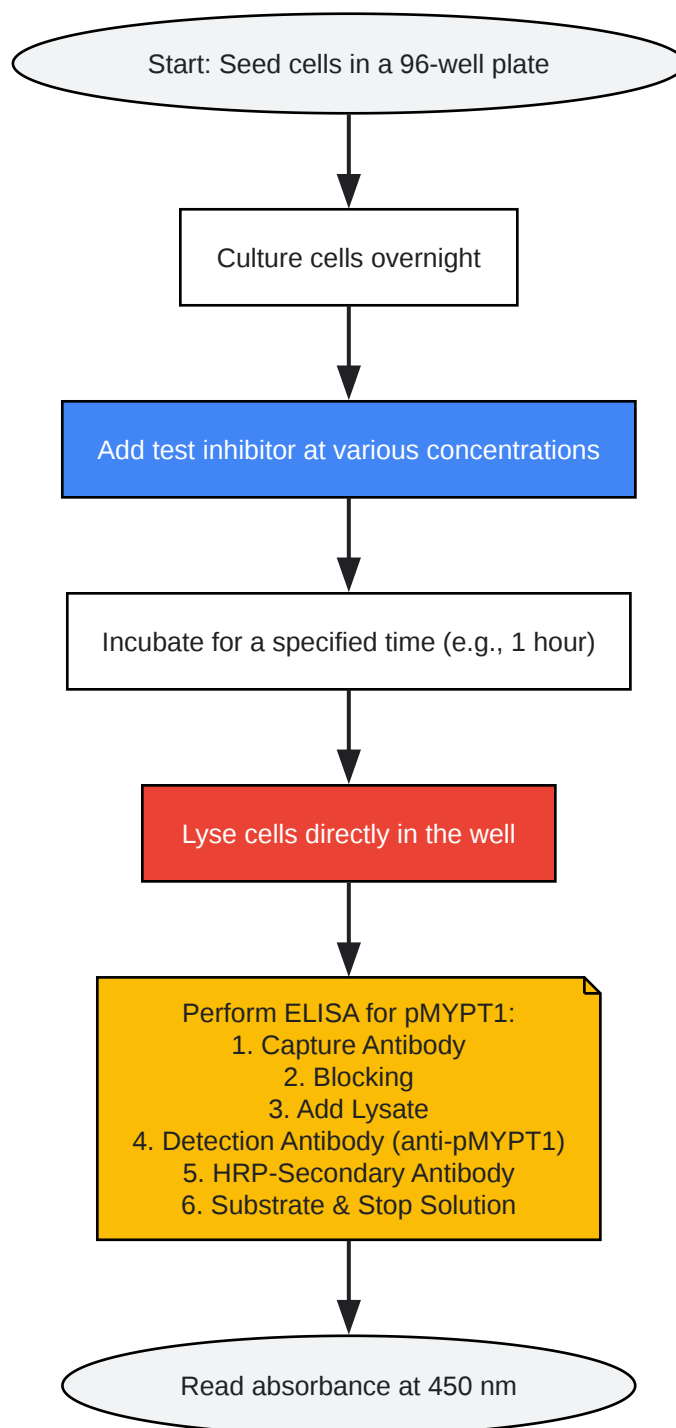 Start: Seed cells in a 96-well plate
Culture cells overnight
Add test inhibitor at various concentrations
Incubate for a specified time (e.g., 1 hour)
Lyse cells directly in the well
Perform ELISA for pMYPT1:
1. Capture Antibody
2. Blocking
3. Add Lysate
4. Detection Antibody (anti-pMYPT1)
5. HRP-Secondary Antibody
6. Substrate & Stop Solution
Read absorbance at 450 nm